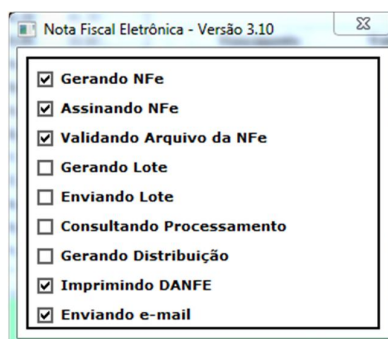 Nota Fiscal Eletrônica - Versão 3.10
Gerando NFe
Assinando NFe
Validando Arquivo da NFe
Gerando Lote
Enviando Lote
Consultando Processamento
Gerando Distribuição
Imprimindo DANFE
Enviando e-mail